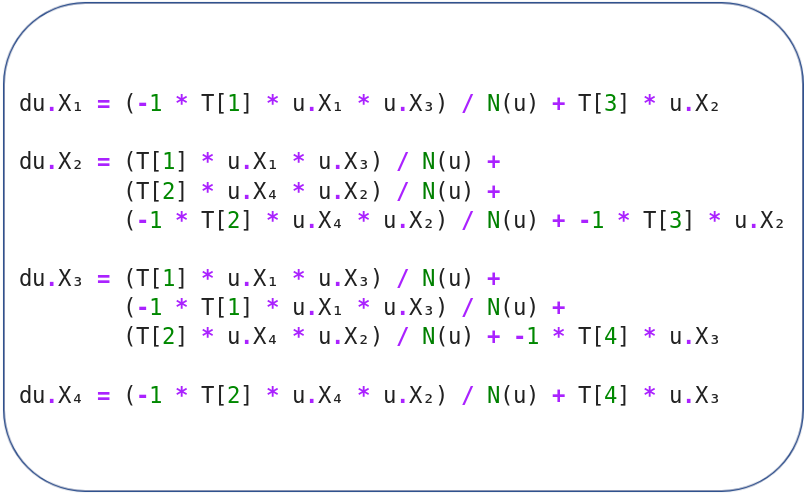 du.X₁ = (-1 * T[1] * u.X₁ * u.X₃) / N(u) + T[3] * u.X₂
du.X₂ = (T[1] * u.X₁ * u.X₃) / N(u) +
(T[2] * u.X₄ * u.X₂) / N(u) +
(-1 * T[2] * u.X₄ * u.X₂) / N(u) + -1 * T[3] * u.X₂
du.X₃ = (T[1] * u.X₁ * u.X₃) / N(u) +
(-1 * T[1] * u.X₁ * u.X₃) / N(u) +
(T[2] * u.X₄ * u.X₂) / N(u) + -1 * T[4] * u.X₃
du.X₄ = (-1 * T[2] * u.X₄ * u.X₂) / N(u) + T[4] * u.X₃